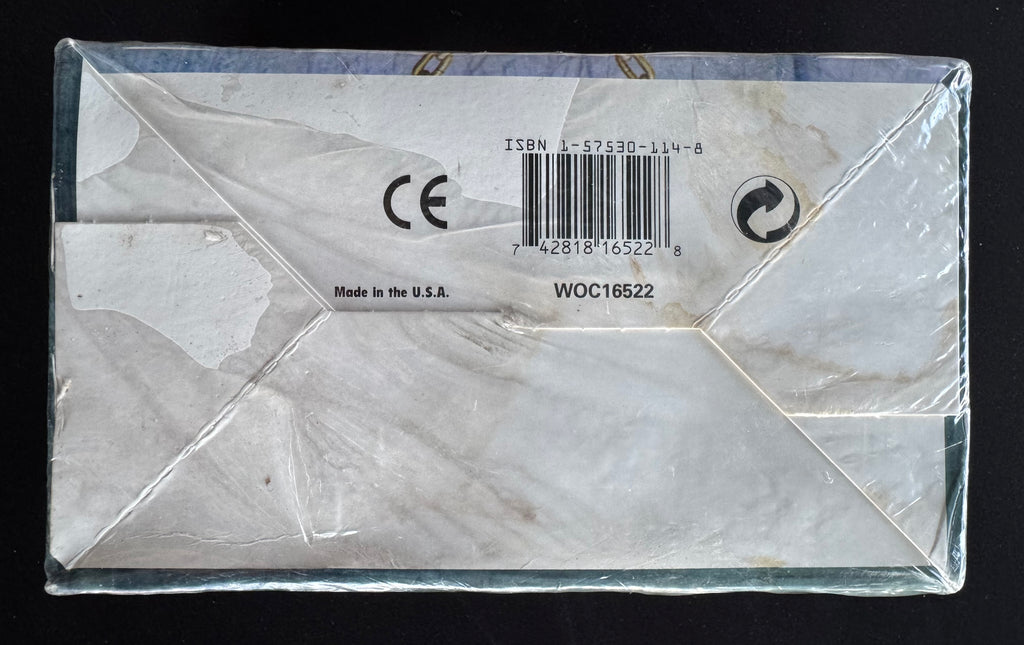 ISBN 1-57530-114-8
CE
7 42818 16522 8
Made in the U.S.A.
WOC16522